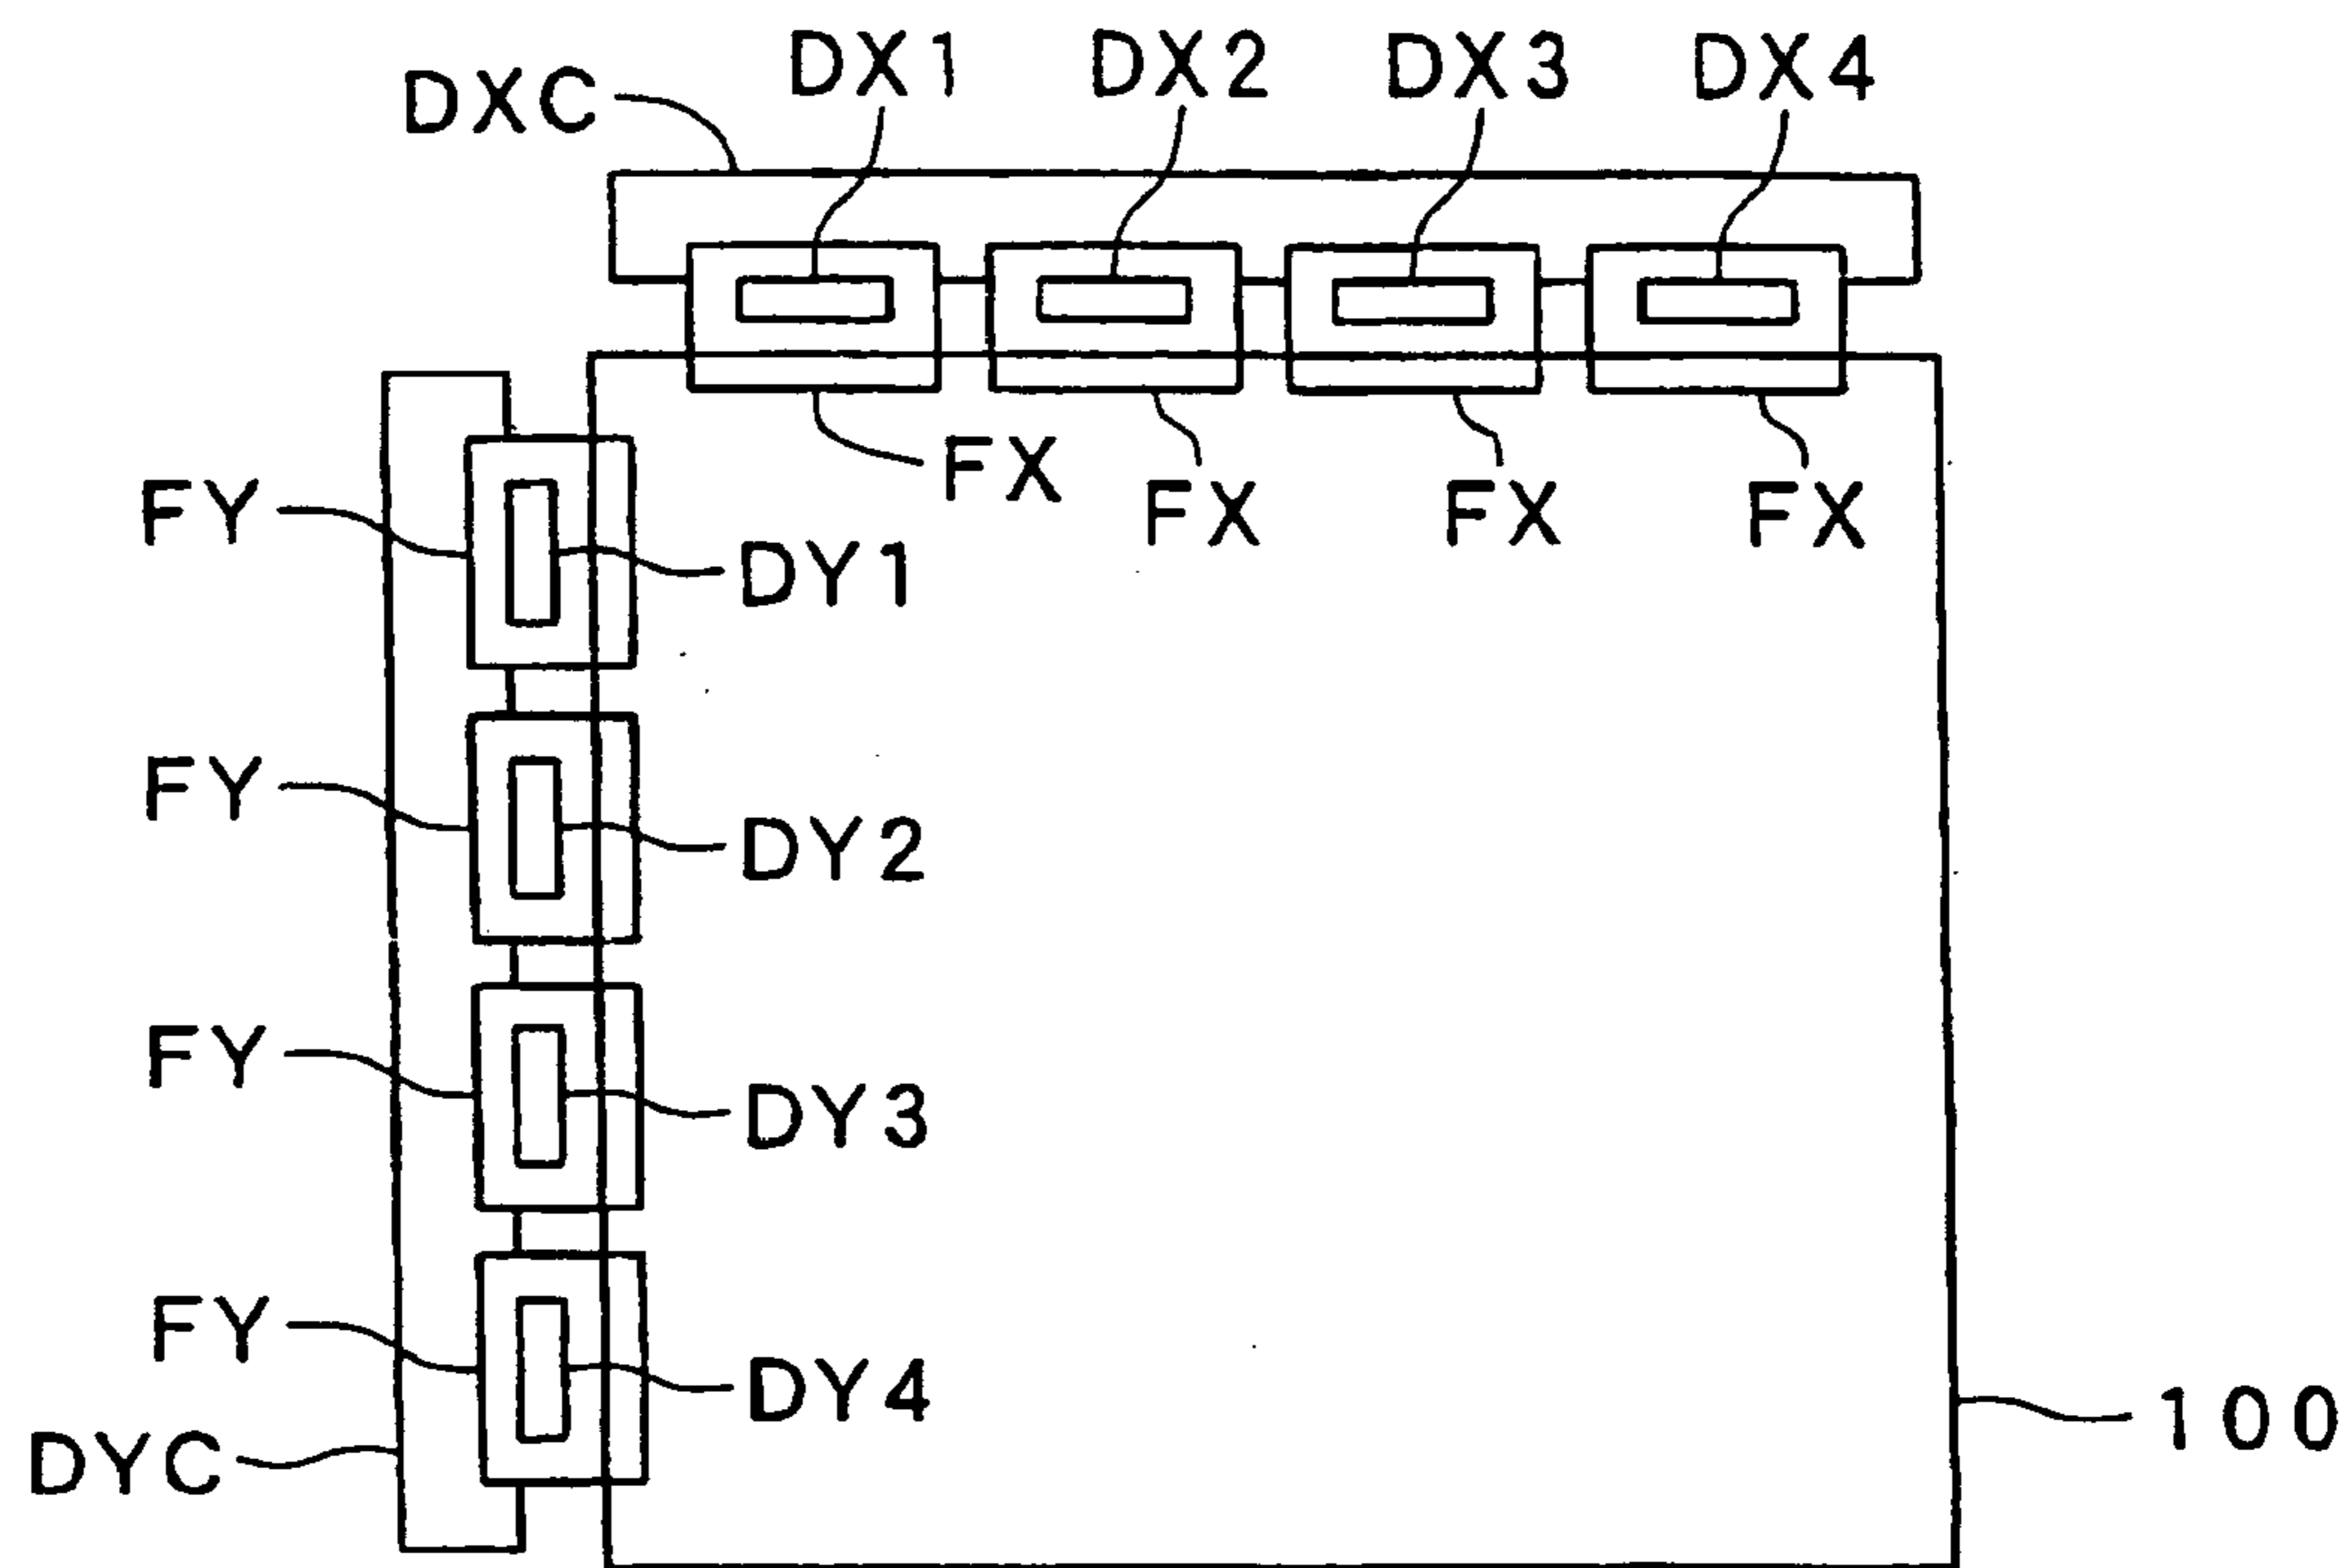 DXC DX1 DX2 DX3 DX4
FX
FX FX FX
FY
DY1
FY
DY2
FY
DY3
FY
DY4
100
DYC